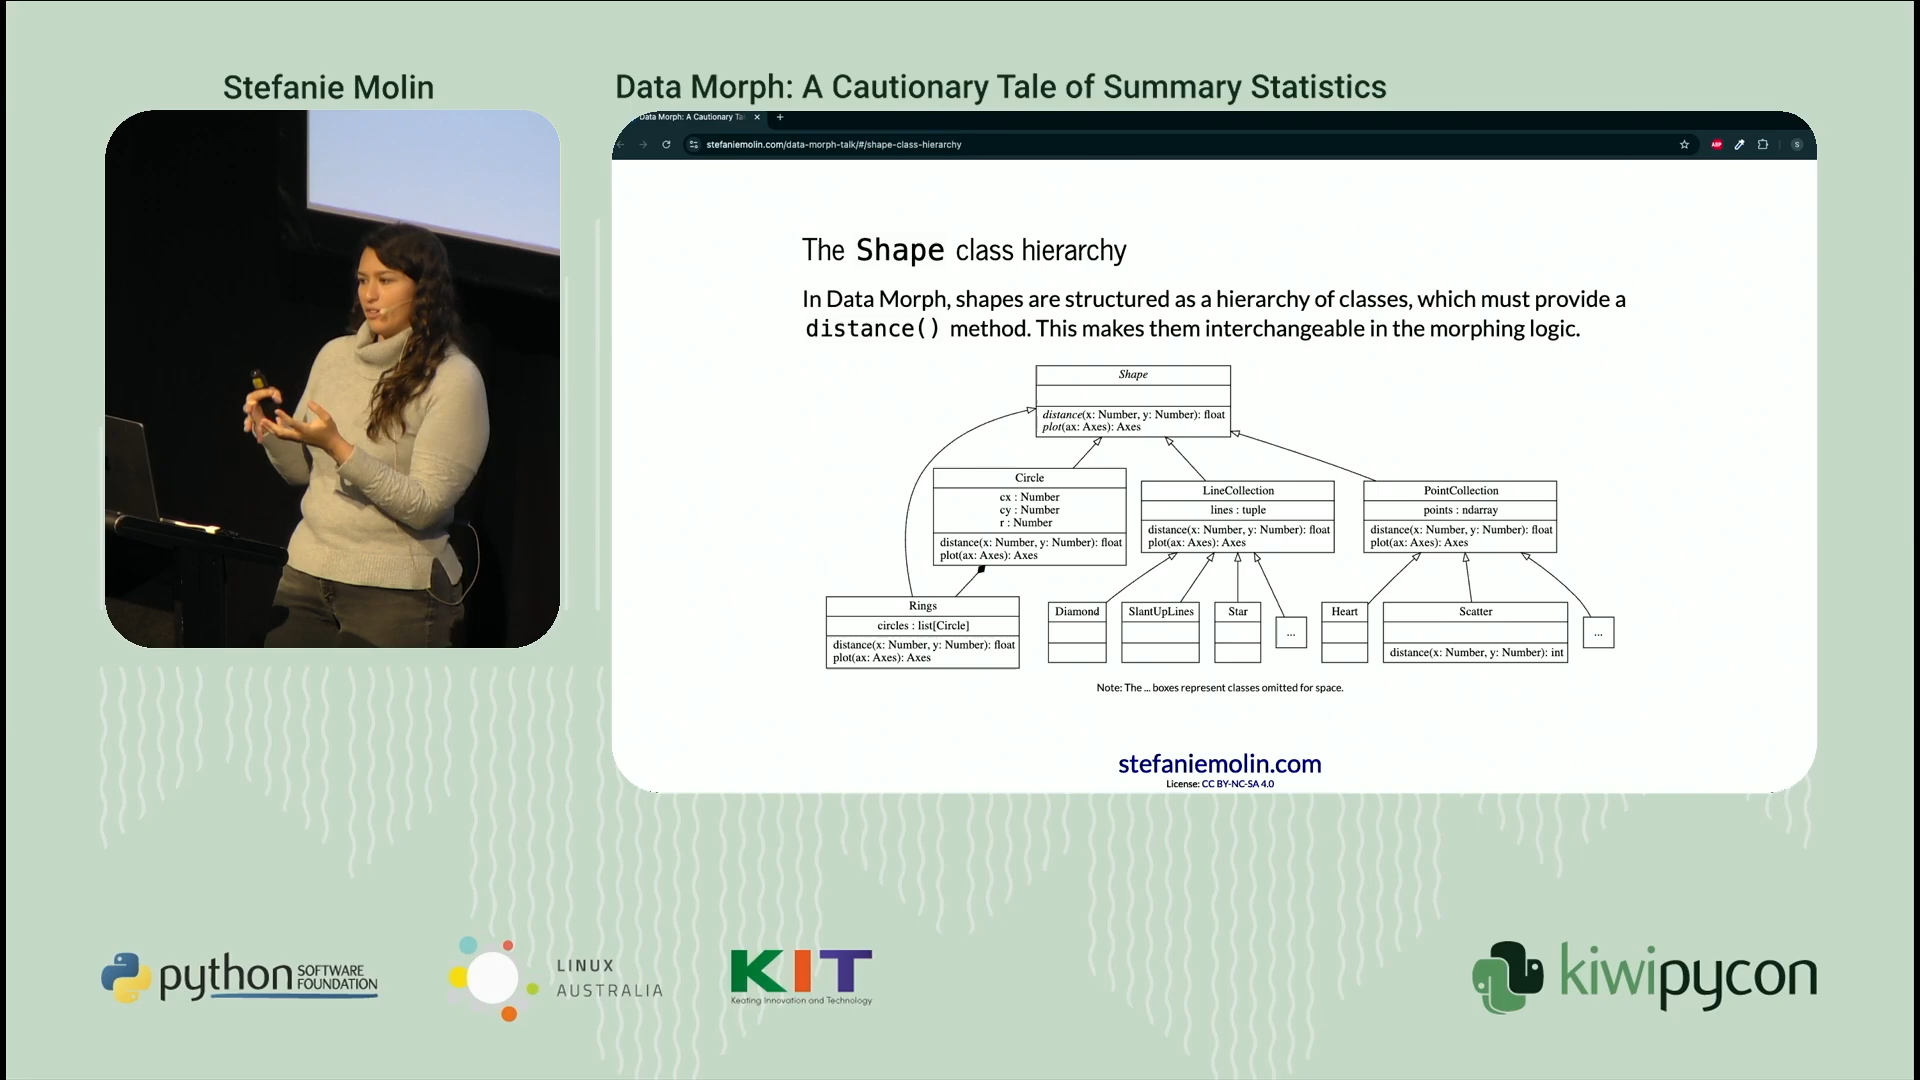 Stefanie Molin
Data Morph: A Cautionary Tale of Summary Statistics
Data Morph: A Cautionary Ta
stefaniemolin.com/data-morph-talk/#/shape-class-hierarchy
ABP
S
The Shape class hierarchy
In Data Morph, shapes are structured as a hierarchy of classes, which must provide a
distance() method. This makes them interchangeable in the morphing logic.
Shape
distance(x: Number, y: Number): float
plot(ax: Axes): Axes
Circle
cx : Number
cy : Number
r : Number
distance(x: Number, y: Number): float
plot(ax: Axes): Axes
LineCollection
lines : tuple
distance(x: Number, y: Number): float
plot(ax: Axes): Axes
PointCollection
points : ndarray
distance(x: Number, y: Number): float
plot(ax: Axes): Axes
Rings
circles : list[Circle]
distance(x: Number, y: Number): float
plot(ax: Axes): Axes
Diamond
SlantUpLines
Star
...
Heart
Scatter
distance(x: Number, y: Number): int
...
Note: The ... boxes represent classes omitted for space.
stefaniemolin.com
License: CC BY-NC-SA 4.0
python SOFTWARE
FOUNDATION
LINUX
AUSTRALIA
KIT
Keating Innovation and Technology
kiwipycon